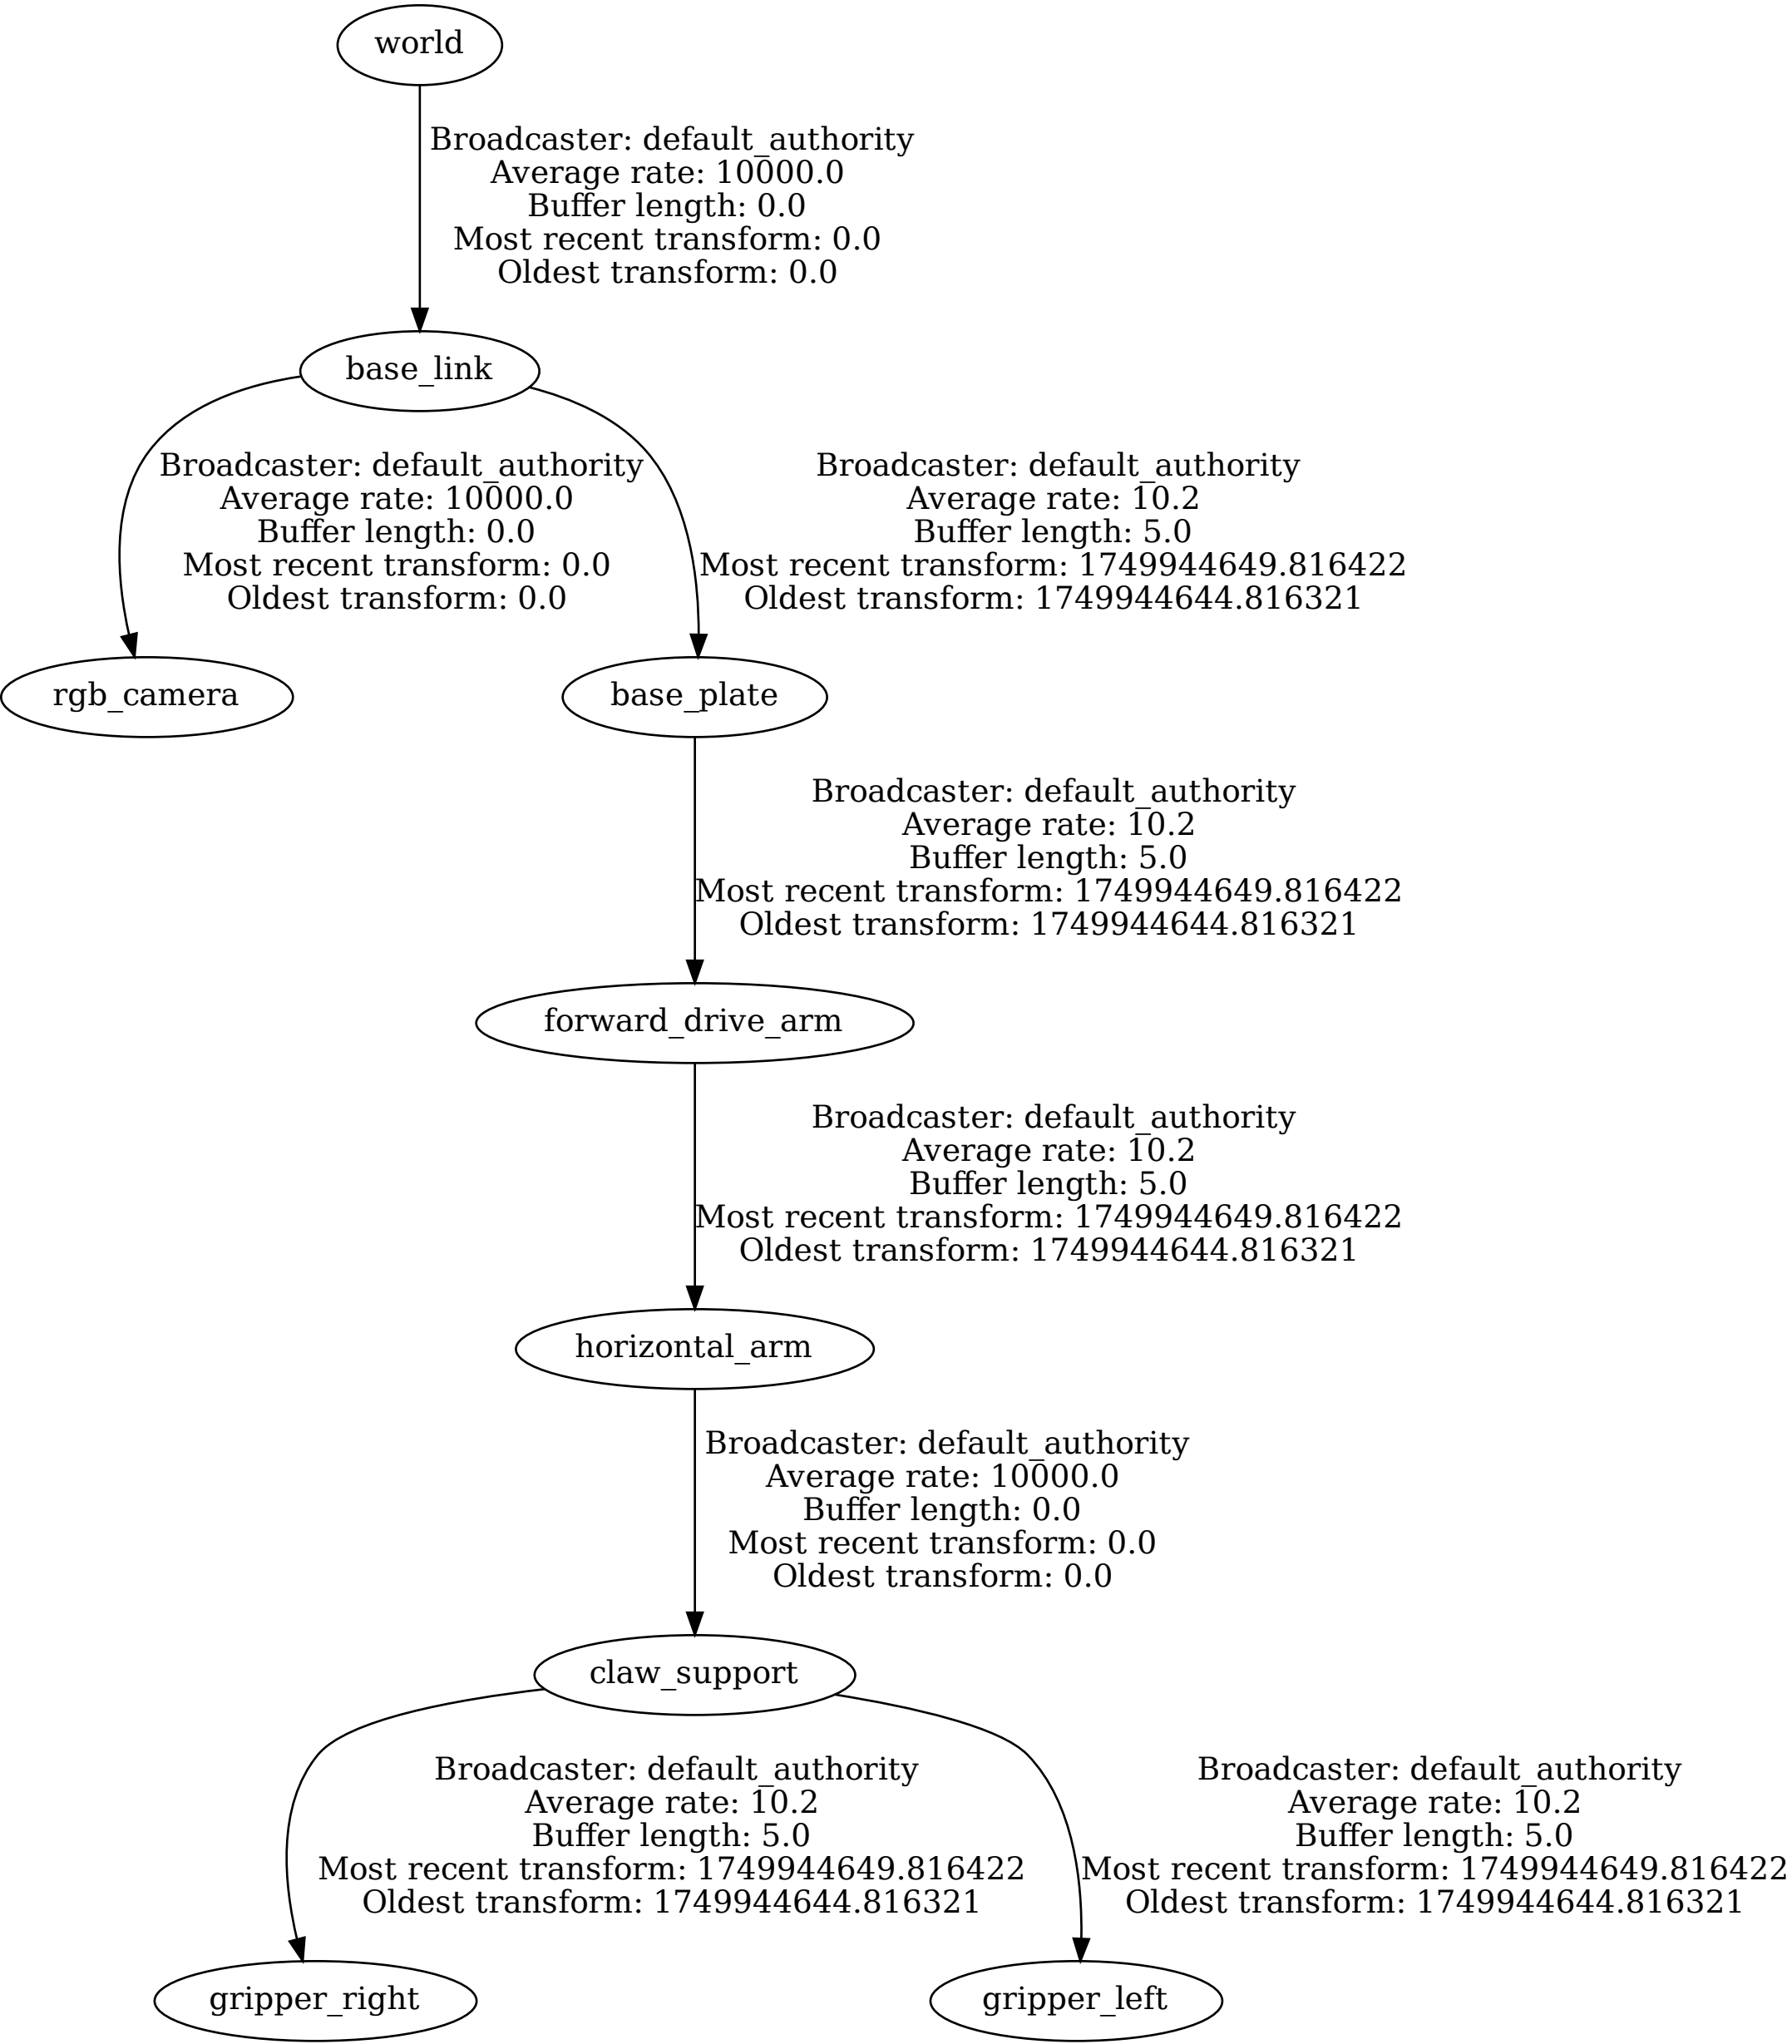 world
Broadcaster: default_authority
Average rate: 10000.0
Buffer length: 0.0
Most recent transform: 0.0
Oldest transform: 0.0
base_link
Broadcaster: default_authority
Average rate: 10000.0
Buffer length: 0.0
Most recent transform: 0.0
Oldest transform: 0.0
Broadcaster: default_authority
Average rate: 10.2
Buffer length: 5.0
Most recent transform: 1749944649.816422
Oldest transform: 1749944644.816321
rgb_camera
base_plate
Broadcaster: default_authority
Average rate: 10.2
Buffer length: 5.0
Most recent transform: 1749944649.816422
Oldest transform: 1749944644.816321
forward_drive_arm
Broadcaster: default_authority
Average rate: 10.2
Buffer length: 5.0
Most recent transform: 1749944649.816422
Oldest transform: 1749944644.816321
horizontal_arm
Broadcaster: default_authority
Average rate: 10000.0
Buffer length: 0.0
Most recent transform: 0.0
Oldest transform: 0.0
claw_support
Broadcaster: default_authority
Average rate: 10.2
Buffer length: 5.0
Most recent transform: 1749944649.816422
Oldest transform: 1749944644.816321
Broadcaster: default_authority
Average rate: 10.2
Buffer length: 5.0
Most recent transform: 1749944649.816422
Oldest transform: 1749944644.816321
gripper_right
gripper_left